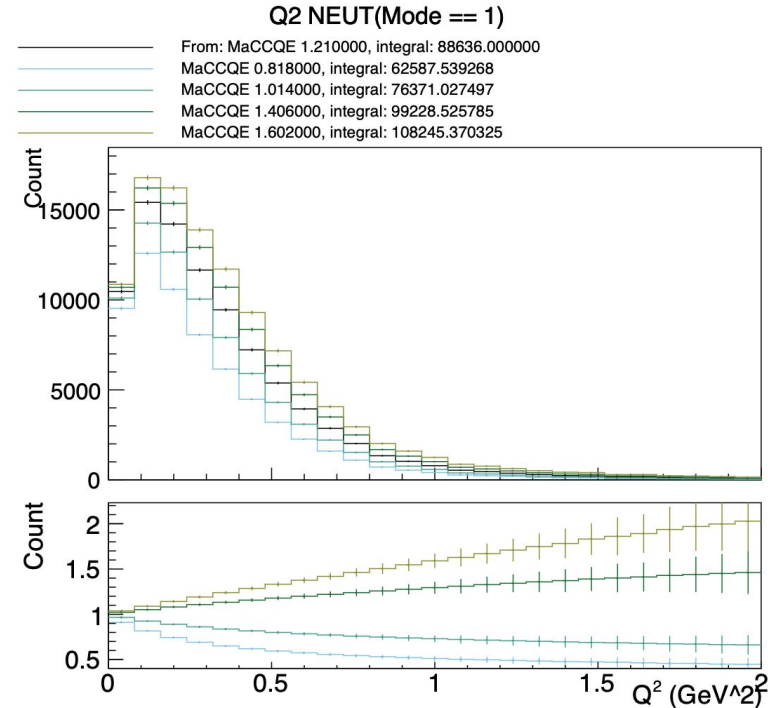 Q2 NEUT(Mode == 1)
From: MaCCQE 1.210000, integral: 88636.000000
MaCCQE 0.818000, integral: 62587.539268
MaCCQE 1.014000, integral: 76371.027497
MaCCQE 1.406000, integral: 99228.525785
MaCCQE 1.602000, integral: 108245.370325
Count
15000
10000
5000
0
Count
2
1.5
1
0.5
0 0.5 1 1.5 2
Q² (GeV^2)